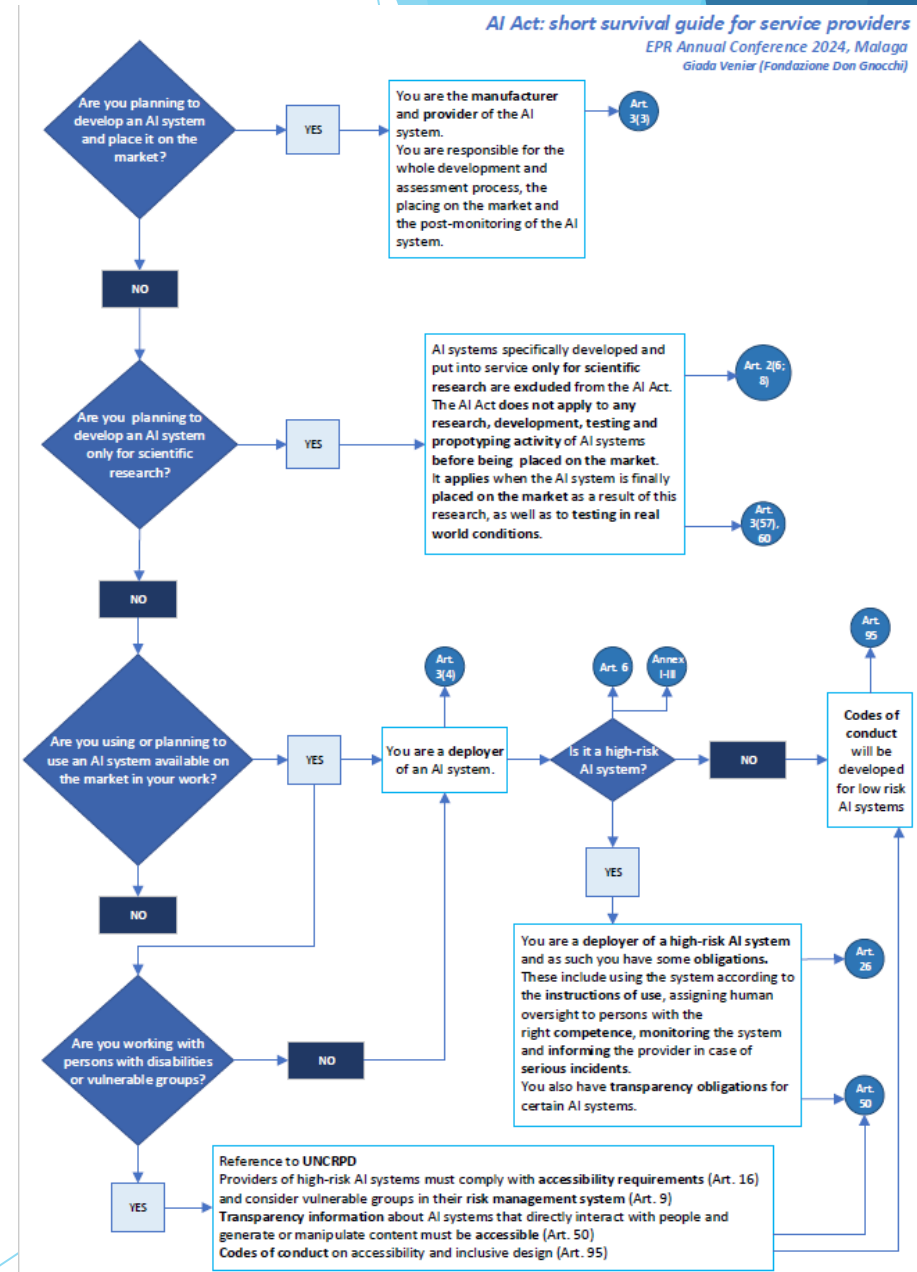 AI Act: short survival guide for service providers
EPR Annual Conference 2024, Malaga
Giada Venier (Fondazione Don Gnocchi)
Are you planning to
develop an AI system
and place it on the
market?
YES
You are the manufacturer
and provider of the AI
system.
You are responsible for the
whole development and
assessment process, the
placing on the market and
the post-monitoring of the AI
system.
Art.
3(3)
NO
Are you planning to
develop an AI system
only for scientific
research?
YES
AI systems specifically developed and
put into service only for scientific
research are excluded from the AI Act.
The AI Act does not apply to any
research, development, testing and
propotyping activity of AI systems
before being placed on the market.
It applies when the AI system is finally
placed on the market as a result of this
research, as well as to testing in real
world conditions.
Art. 2(6;
8)
Art.
3(57),
60
NO
Are you using or planning to
use an AI system available on
the market in your work?
YES
Art.
3(4)
You are a deployer
of an AI system.
Art. 6
Annex
I-III
Is it a high-risk
AI system?
NO
Art.
95
Codes of
conduct
will be
developed
for low risk
AI systems
YES
You are a deployer of a high-risk AI system
and as such you have some obligations.
These include using the system according to
the instructions of use, assigning human
oversight to persons with the
right competence, monitoring the system
and informing the provider in case of
serious incidents.
You also have transparency obligations for
certain AI systems.
Art.
26
Art.
50
NO
Are you working with
persons with disabilities
or vulnerable groups?
NO
YES
Reference to UNCRPD
Providers of high-risk AI systems must comply with accessibility requirements (Art. 16)
and consider vulnerable groups in their risk management system (Art. 9)
Transparency information about AI systems that directly interact with people and
generate or manipulate content must be accessible (Art. 50)
Codes of conduct on accessibility and inclusive design (Art. 95)